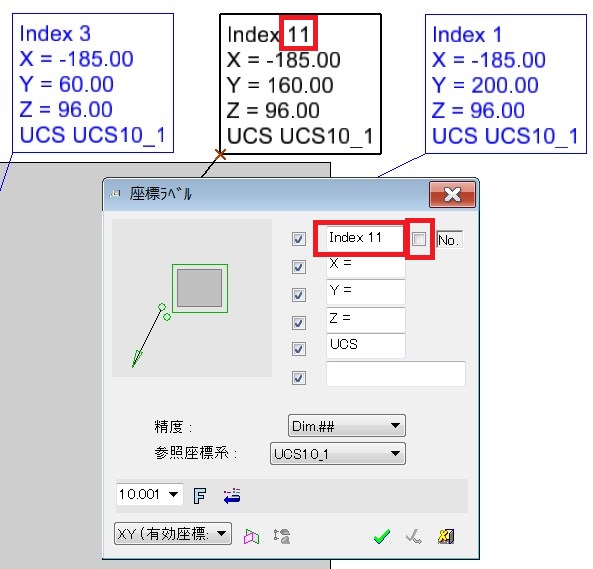 Index 3
X = -185.00
Y = 60.00
Z = 96.00
UCS UCS10_1
Index 11
X = -185.00
Y = 160.00
Z = 96.00
UCS UCS10_1
Index 1
X = -185.00
Y = 200.00
Z = 96.00
UCS UCS10_1
座標ﾗﾍﾞﾙ
Index 11
No.
X =
Y =
Z =
UCS
精度 :
Dim.##
参照座標系 :
UCS10_1
10.001
XY (有効座標: